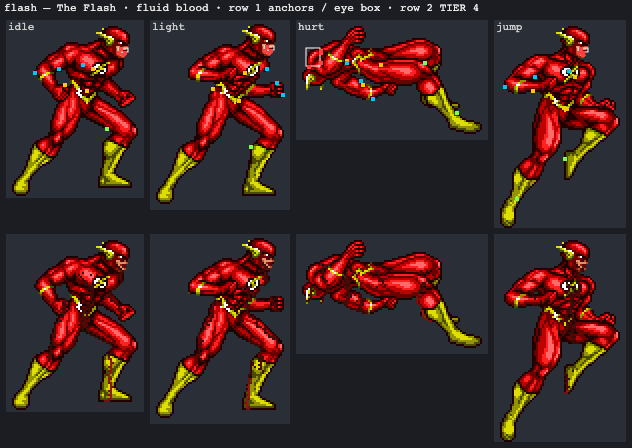 flash — The Flash · fluid blood · row 1 anchors / eye box · row 2 TIER 4
idle
light
hurt
jump